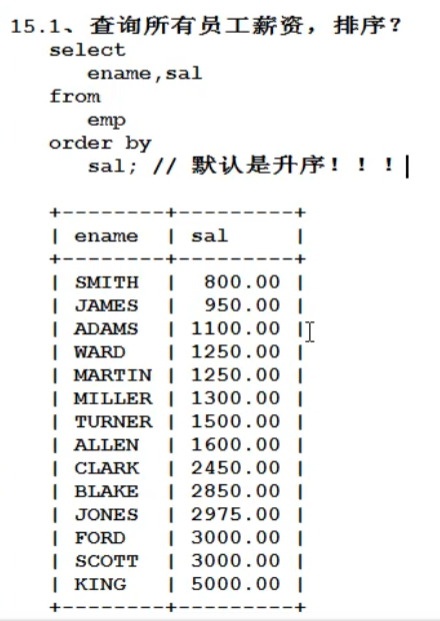 15.1、查询所有员工薪资，排序？
select
ename,sal
from
emp
order by
sal; // 默认是升序！！！
+--------+---------+
| ename  | sal     |
+--------+---------+
| SMITH  |  800.00 |
| JAMES  |  950.00 |
| ADAMS  | 1100.00 |
| WARD   | 1250.00 |
| MARTIN | 1250.00 |
| MILLER | 1300.00 |
| TURNER | 1500.00 |
| ALLEN  | 1600.00 |
| CLARK  | 2450.00 |
| BLAKE  | 2850.00 |
| JONES  | 2975.00 |
| FORD   | 3000.00 |
| SCOTT  | 3000.00 |
| KING   | 5000.00 |
+--------+---------+